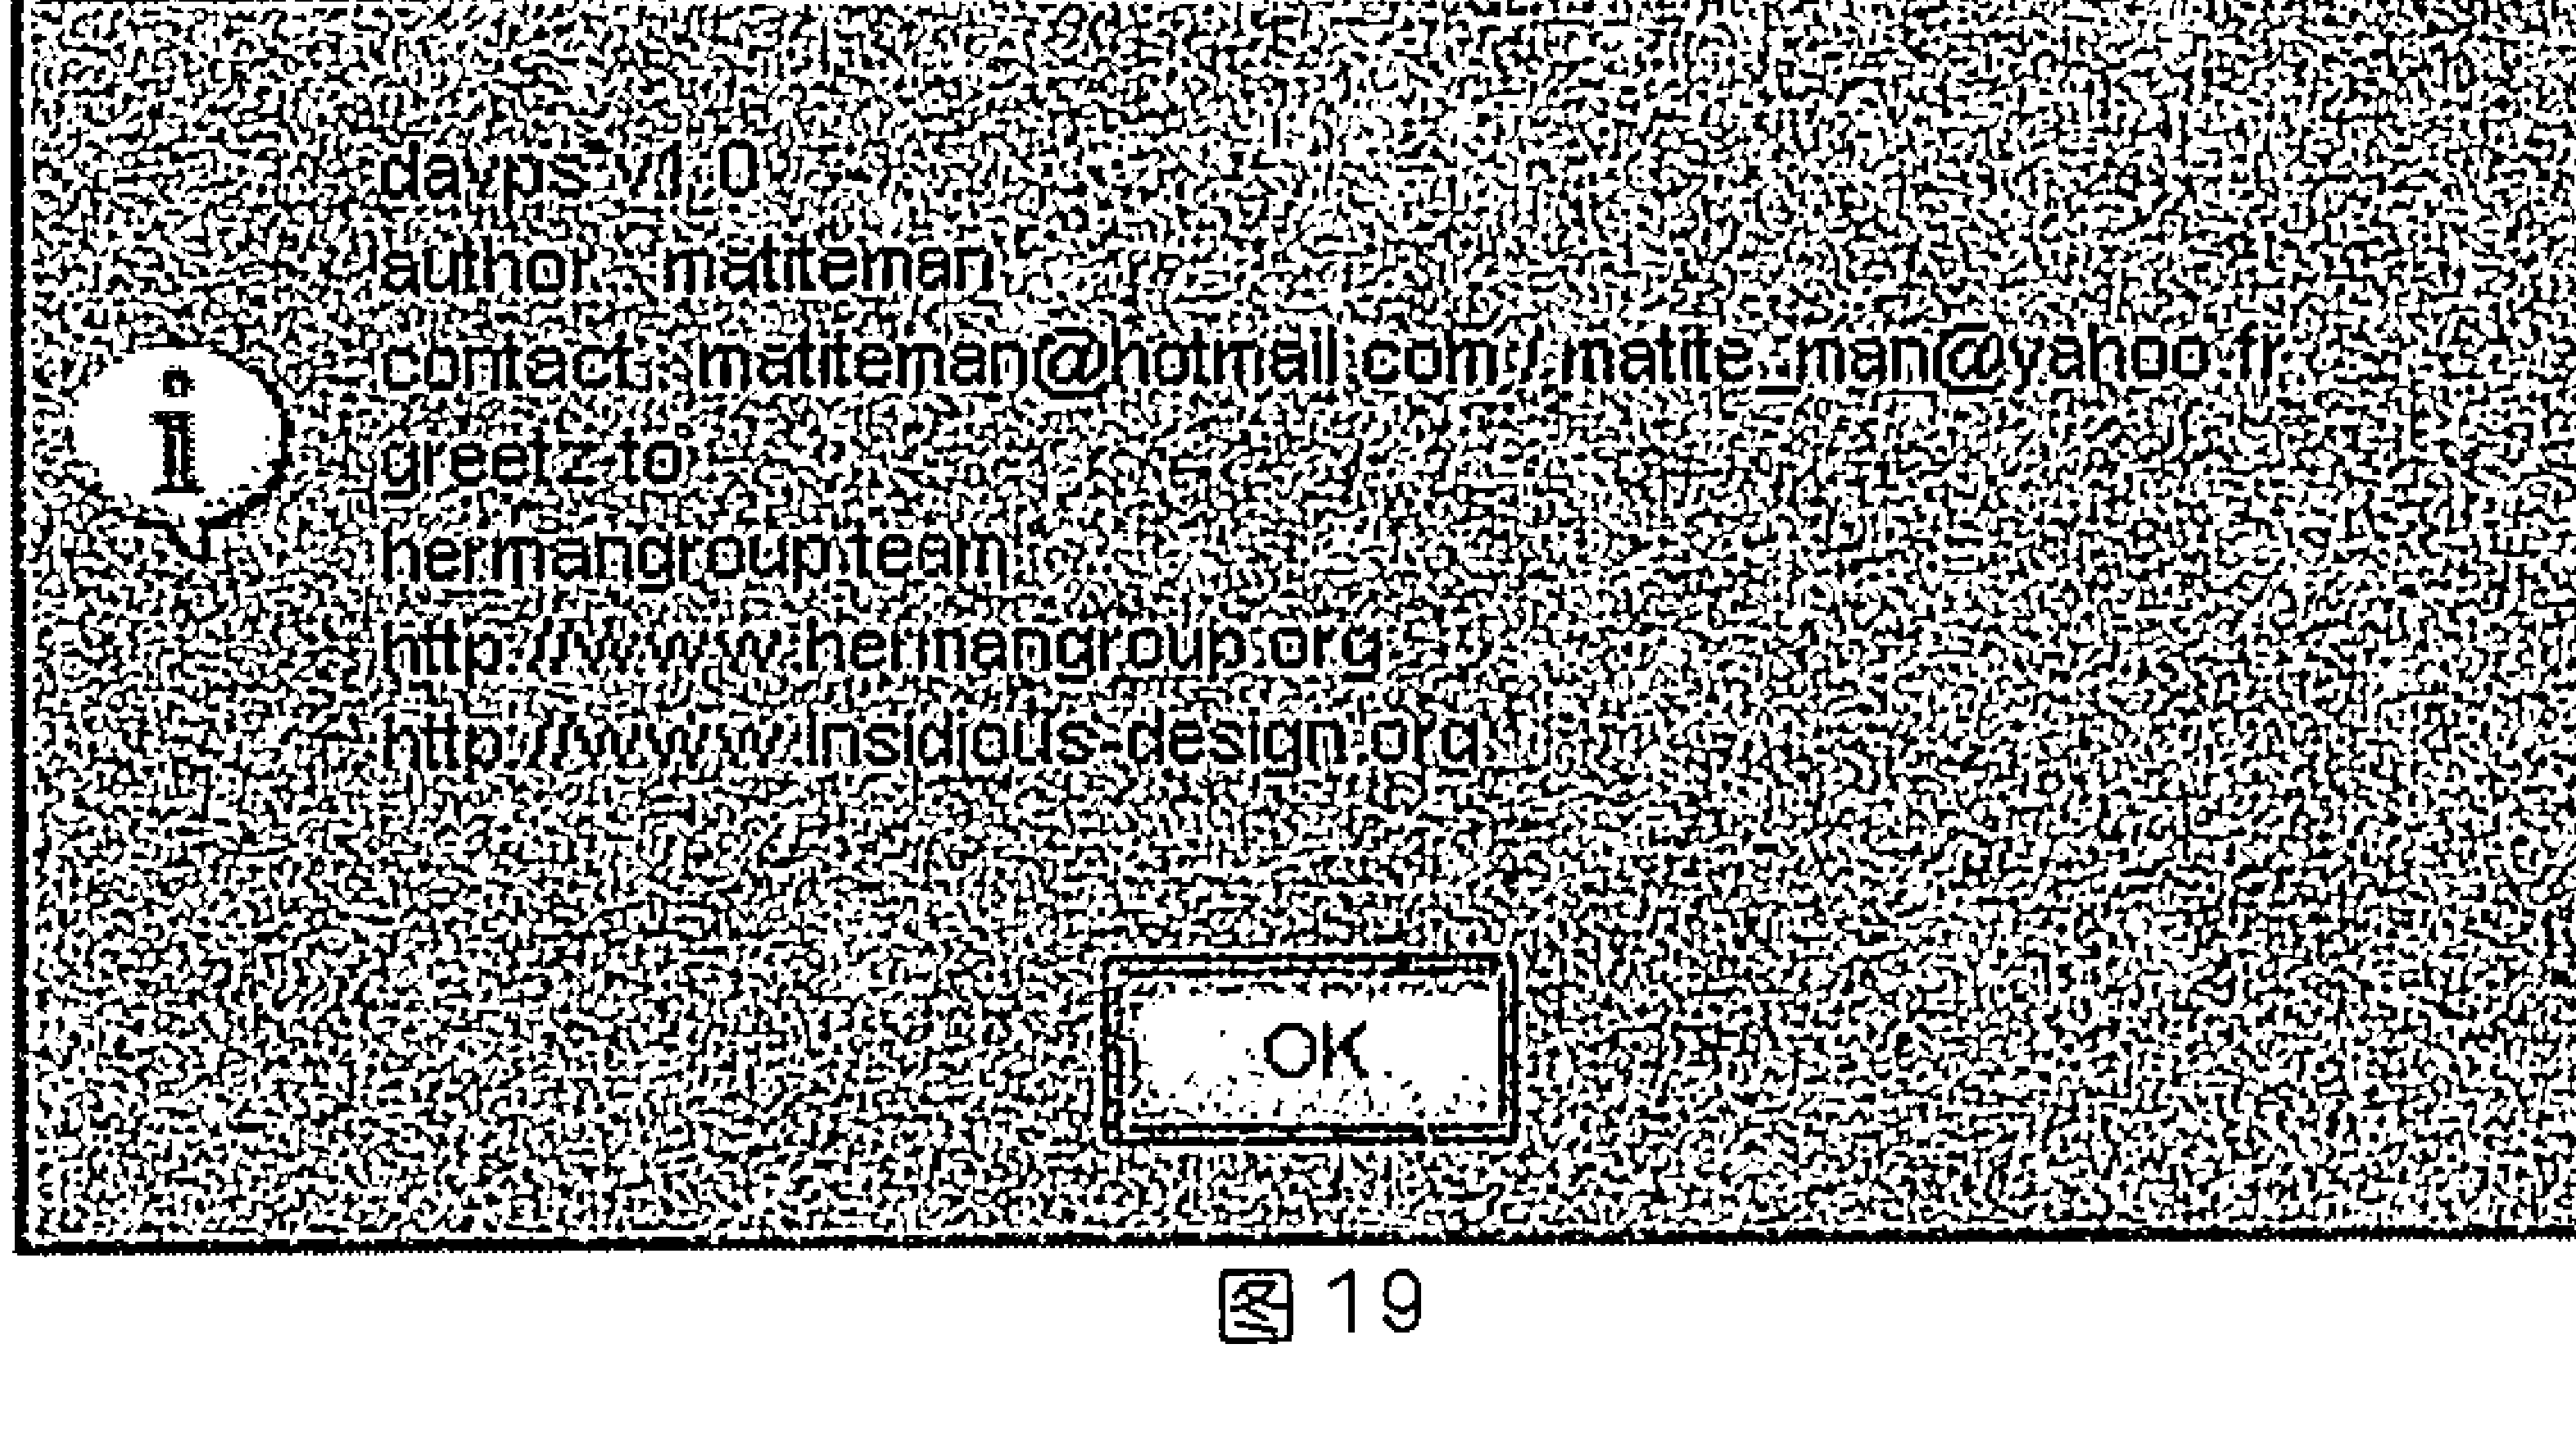 davps v1.0
author : matiteman
contact : matiteman@hotmail.com / matite_man@yahoo.fr
greetz to
hermangroup team
http://www.hermangroup.org
http://www.insidious-design.org
i
OK
图 19